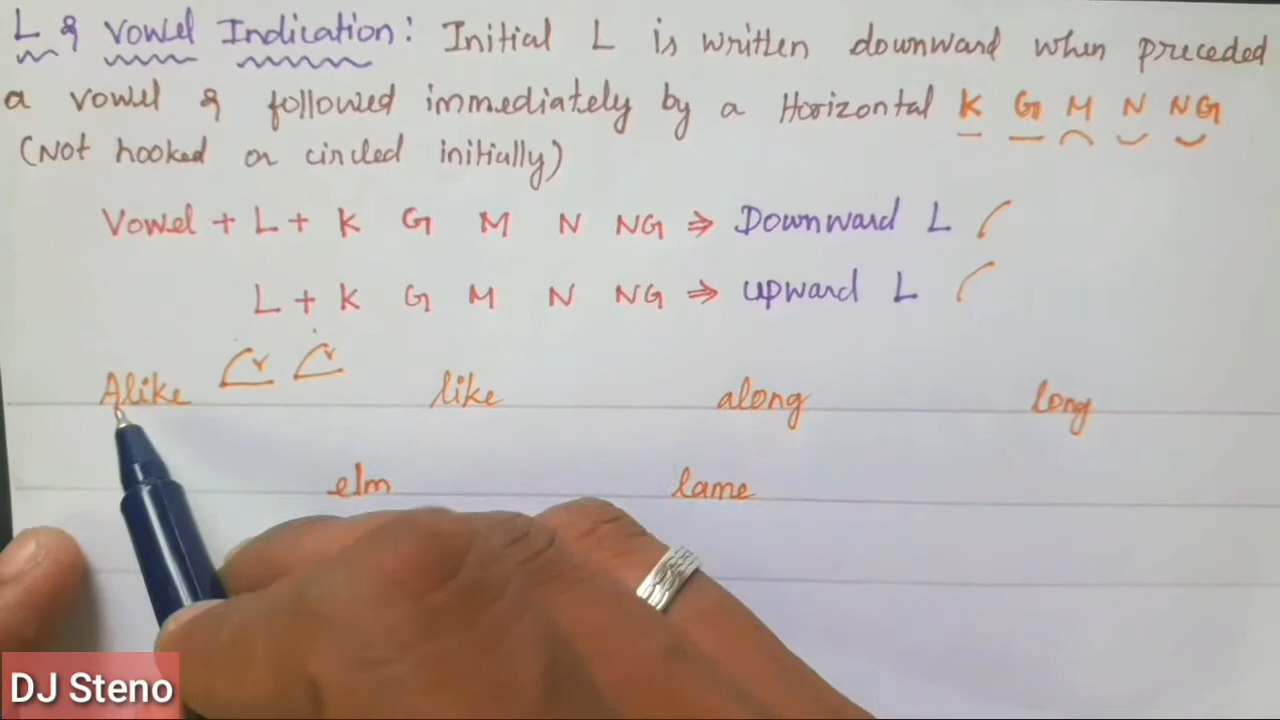 L & Vowel Indication: Initial L is written downward when preceded
a vowel & followed immediately by a Horizontal K G M N NG
(Not hooked or circled initially)
Vowel + L + K G M N NG ⇒ Downward L
L + K G M N NG ⇒ upward L
Alike like along long
elm lame
DJ Steno